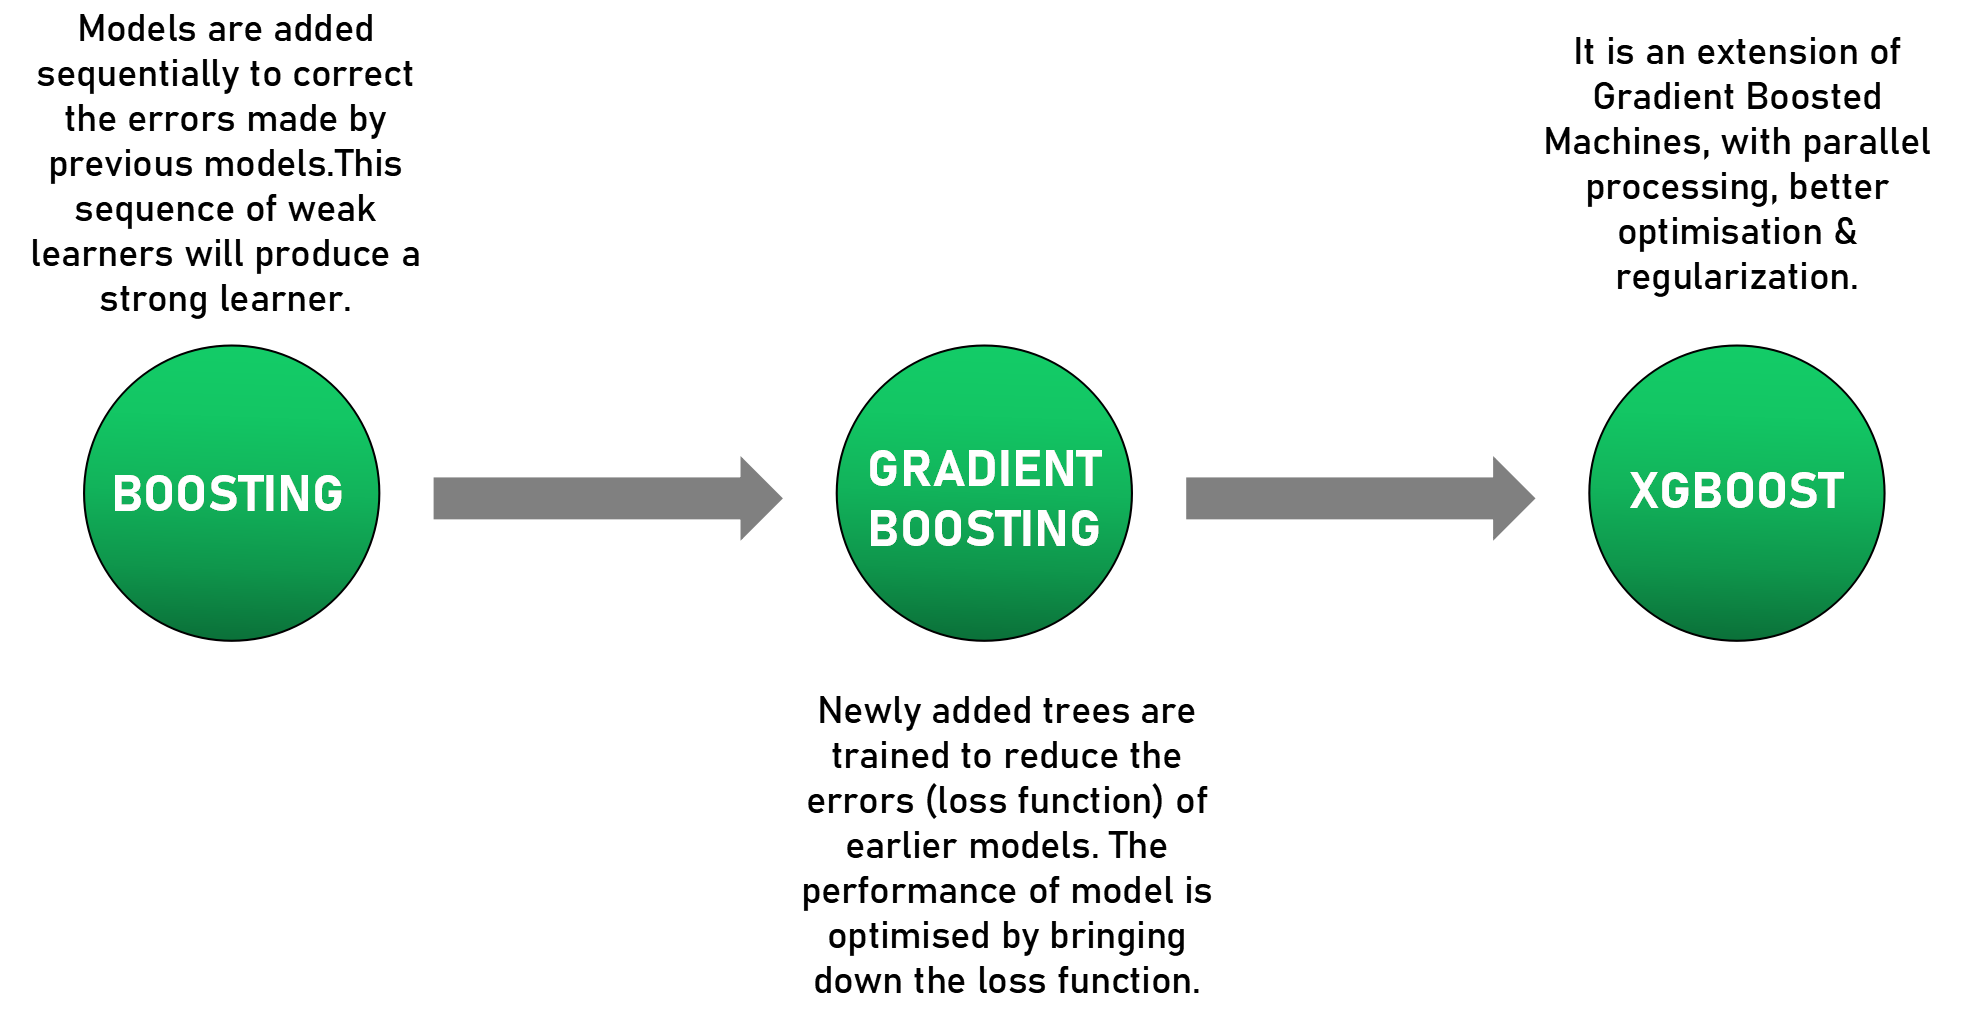 Models are added
sequentially to correct
the errors made by
previous models.This
sequence of weak
learners will produce a
strong learner.
BOOSTING
GRADIENT
BOOSTING
Newly added trees are
trained to reduce the
errors (loss function) of
earlier models. The
performance of model is
optimised by bringing
down the loss function.
It is an extension of
Gradient Boosted
Machines, with parallel
processing, better
optimisation &
regularization.
XGBOOST